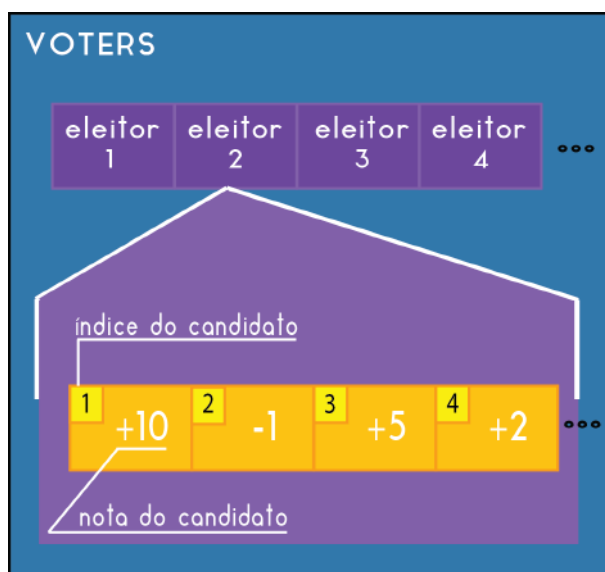 VOTERS
eleitor eleitor eleitor eleitor
1 2 3 4
índice do candidato
1 2 3 4
+10 -1 +5 +2
nota do candidato